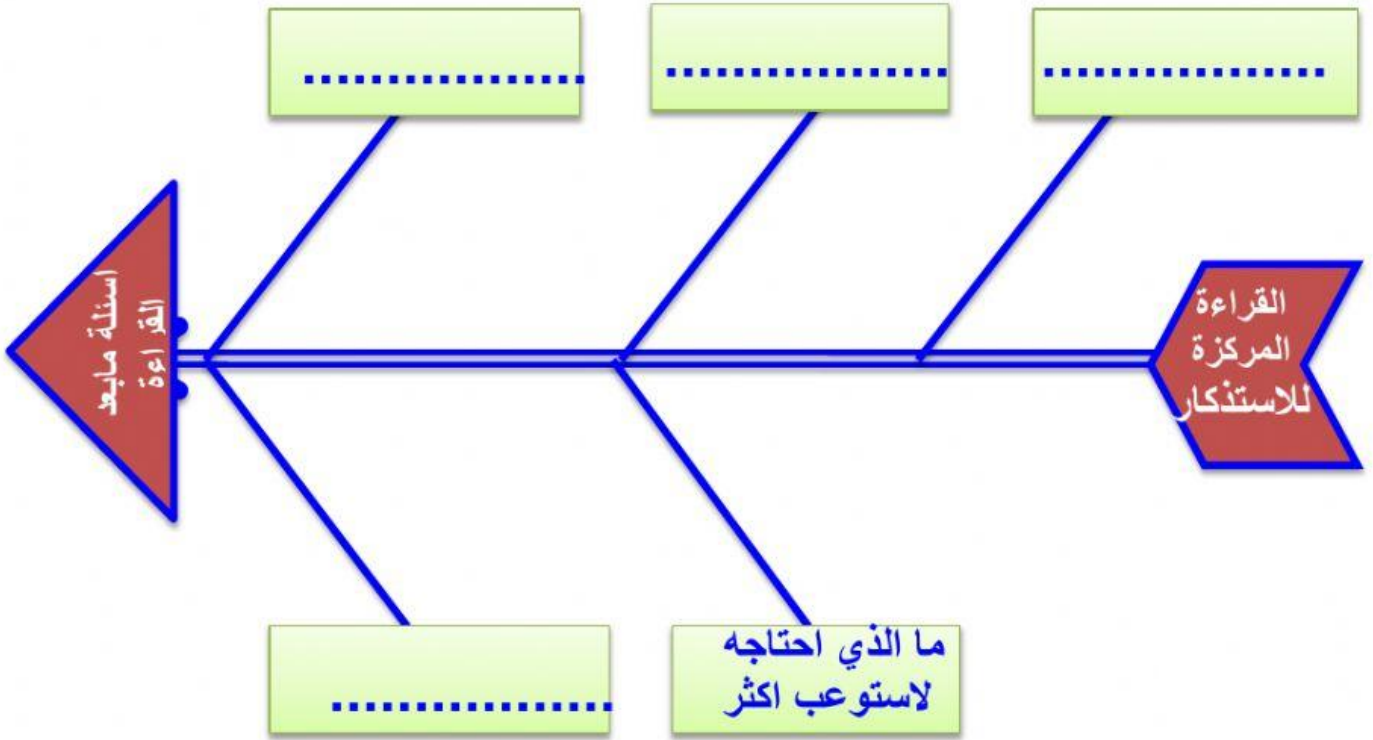 ................
................
................
القراءة
المركزة
للاستذكار
اسئلة مابعد
القراءة
ما الذي احتاجه
لاستوعب اكثر
................